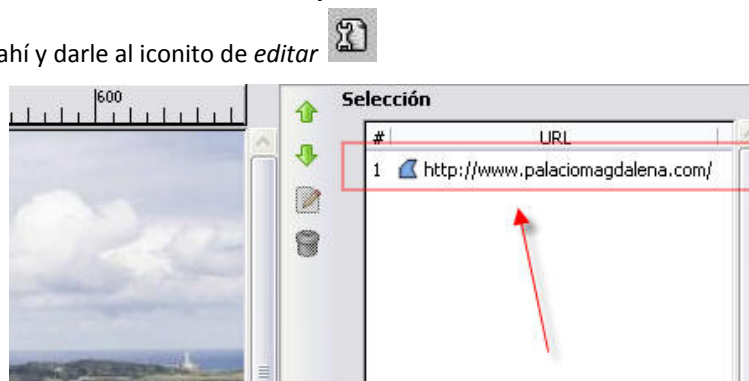 ahí y darle al iconito de editar
600
Selección
# URL
1 http://www.palaciomagdalena.com/